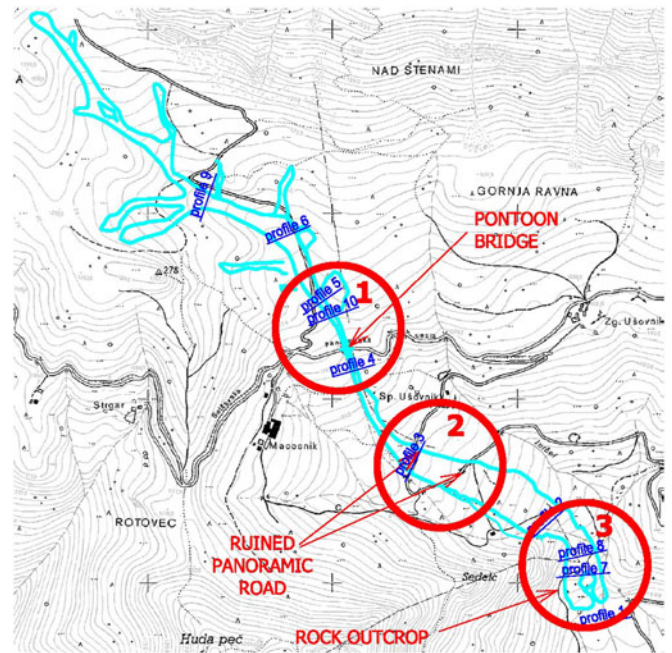 NAD STENAMI
GORNJA RAVNA
PONTOON
BRIDGE
profile 9
profile 6
278
1
profile 5
profile 10
profile 4
Zg. Ušovnik
Sp. Ušovnik
Strgar
Macesnik
2
profile 3
ROTOVEC
RUINED
PANORAMIC
ROAD
3
profile 8
profile 7
Sedelc
profile 1
Huda peč
ROCK OUTCROP